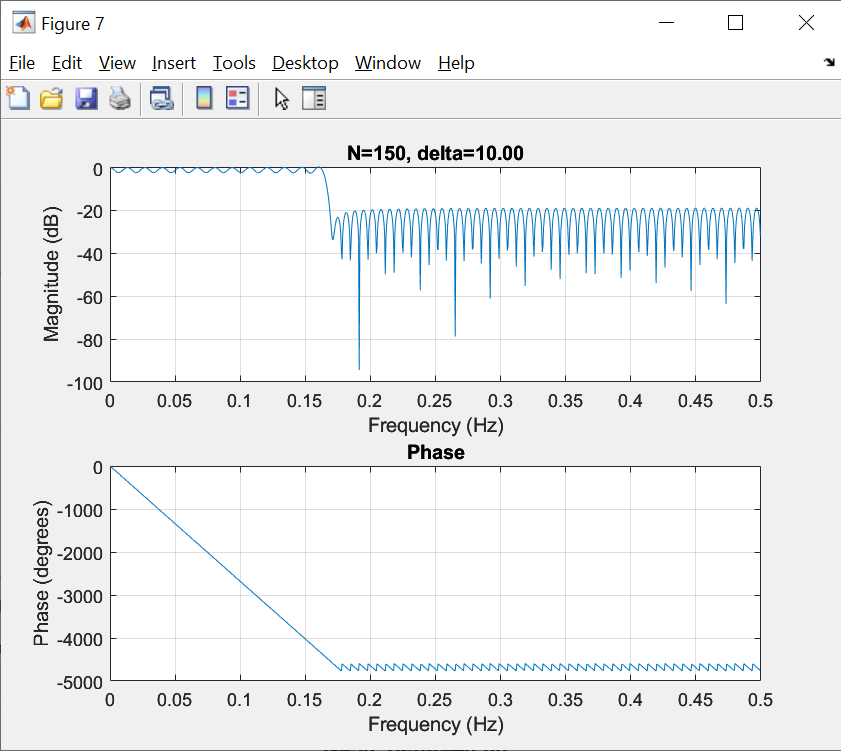 Figure 7
File Edit View Insert Tools Desktop Window Help
N=150, delta=10.00
0
-20
-40
-60
-80
-100
Magnitude (dB)
0 0.05 0.1 0.15 0.2 0.25 0.3 0.35 0.4 0.45 0.5
Frequency (Hz)
Phase
0
-1000
-2000
-3000
-4000
-5000
Phase (degrees)
0 0.05 0.1 0.15 0.2 0.25 0.3 0.35 0.4 0.45 0.5
Frequency (Hz)